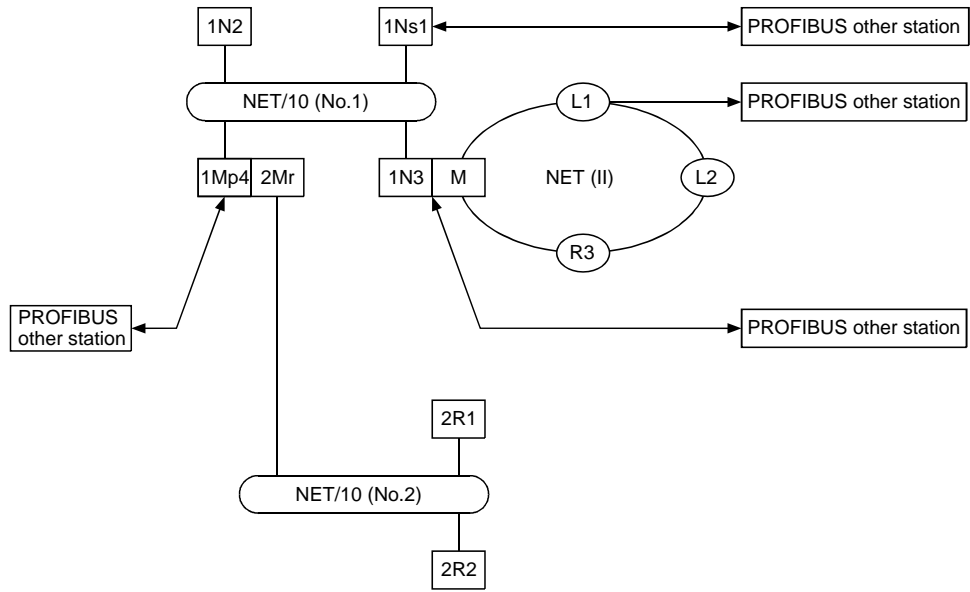 1N2
1Ns1
PROFIBUS other station
NET/10 (No.1)
L1
PROFIBUS other station
1Mp4
2Mr
1N3
M
NET (II)
L2
R3
PROFIBUS
other station
PROFIBUS other station
2R1
NET/10 (No.2)
2R2